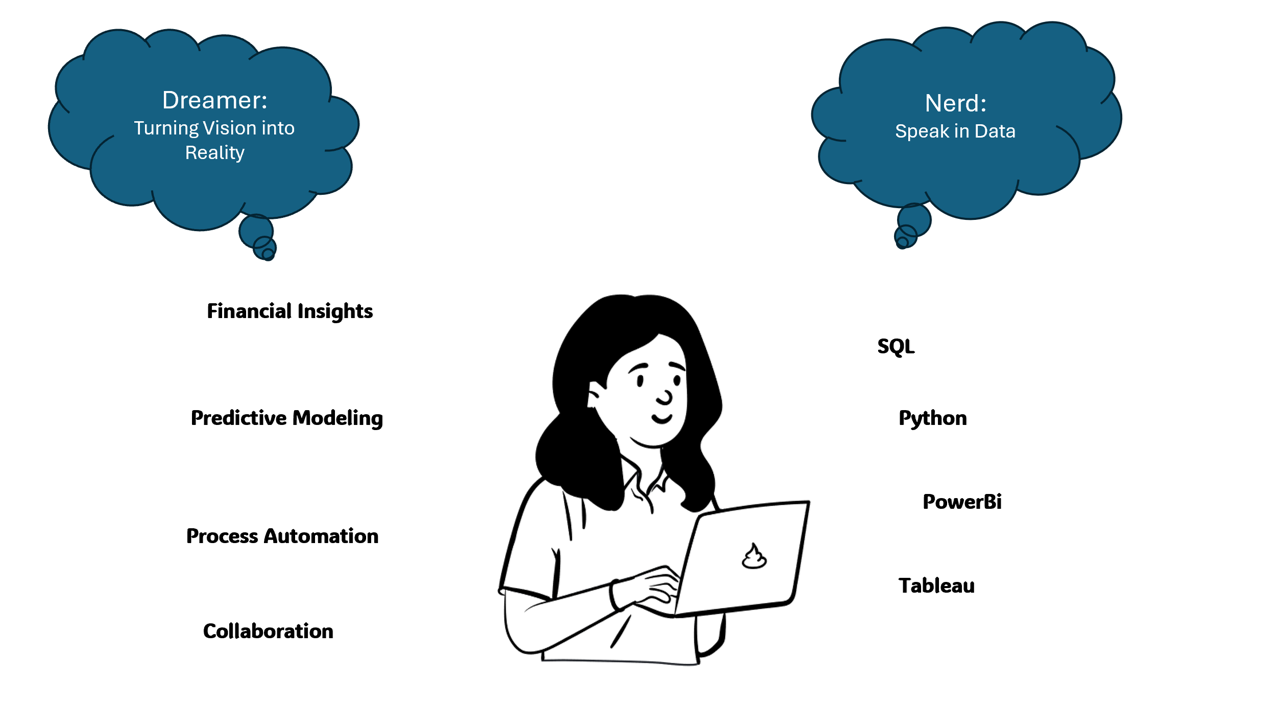 Dreamer:
Turning Vision into
Reality
Nerd:
Speak in Data
Financial Insights
Predictive Modeling
Process Automation
Collaboration
SQL
Python
PowerBi
Tableau